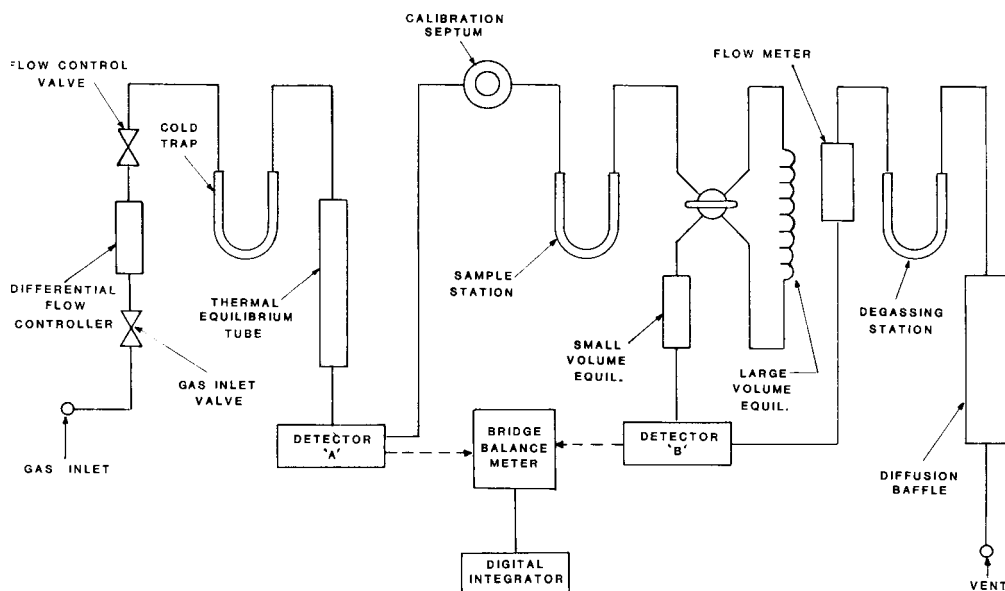 CALIBRATION
SEPTUM
FLOW METER
FLOW CONTROL
VALVE
COLD
TRAP
DIFFERENTIAL
FLOW
CONTROLLER
THERMAL
EQUILIBRIUM
TUBE
SAMPLE
STATION
DEGASSING
STATION
SMALL
VOLUME
EQUIL.
LARGE
VOLUME
EQUIL.
GAS INLET
VALVE
GAS INLET
DETECTOR
'A'
BRIDGE
BALANCE
METER
DETECTOR
'B'
DIFFUSION
BAFFLE
DIGITAL
INTEGRATOR
VENT